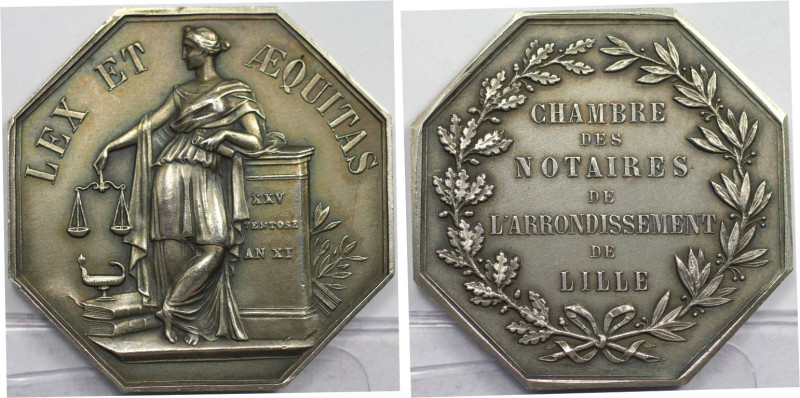 LEX ET ÆQUITAS
XXV
VENTOSE
AN XI
CHAMBRE
DES
NOTAIRES
DE
L'ARRONDISSEMENT
DE
LILLE